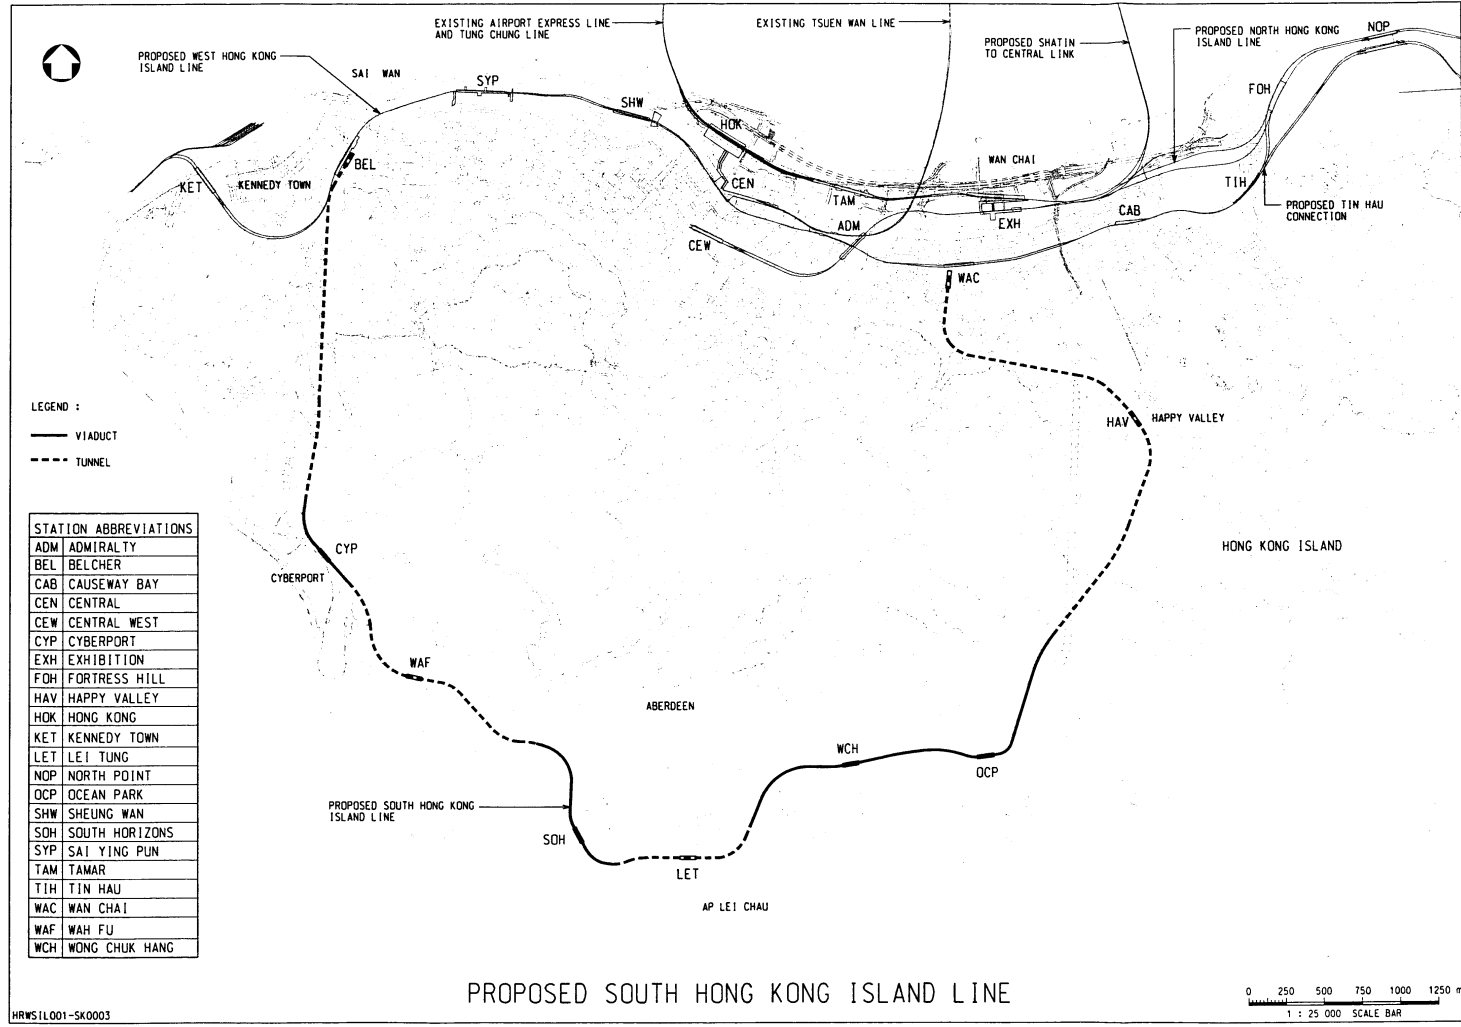 EXISTING AIRPORT EXPRESS LINE
AND TUNG CHUNG LINE
EXISTING TSUEN WAN LINE
PROPOSED SHATIN
TO CENTRAL LINK
PROPOSED NORTH HONG KONG
ISLAND LINE
NOP
PROPOSED WEST HONG KONG
ISLAND LINE
SAI WAN
SYP
SHW
HOK
FOH
WAN CHAI
BEL
KET
KENNEDY TOWN
CEN
TAM
TIH
PROPOSED TIN HAU
CONNECTION
CAB
EXH
ADM
CEW
WAC
LEGEND :
VIADUCT
TUNNEL
HAV
HAPPY VALLEY
STATION ABBREVIATIONS
ADM ADMIRALTY
BEL BELCHER
CAB CAUSEWAY BAY
CEN CENTRAL
CEW CENTRAL WEST
CYP CYBERPORT
EXH EXHIBITION
FOH FORTRESS HILL
HAV HAPPY VALLEY
HOK HONG KONG
KET KENNEDY TOWN
LET LEI TUNG
NOP NORTH POINT
OCP OCEAN PARK
SHW SHEUNG WAN
SOH SOUTH HORIZONS
SYP SAI YING PUN
TAM TAMAR
TIH TIN HAU
WAC WAN CHAI
WAF WAH FU
WCH WONG CHUK HANG
CYP
CYBERPORT
HONG KONG ISLAND
WAF
ABERDEEN
WCH
OCP
PROPOSED SOUTH HONG KONG
ISLAND LINE
SOH
LET
AP LEI CHAU
PROPOSED SOUTH HONG KONG ISLAND LINE
0 250 500 750 1000 1250 m
1 : 25 000 SCALE BAR
HRWSIL001-SK0003